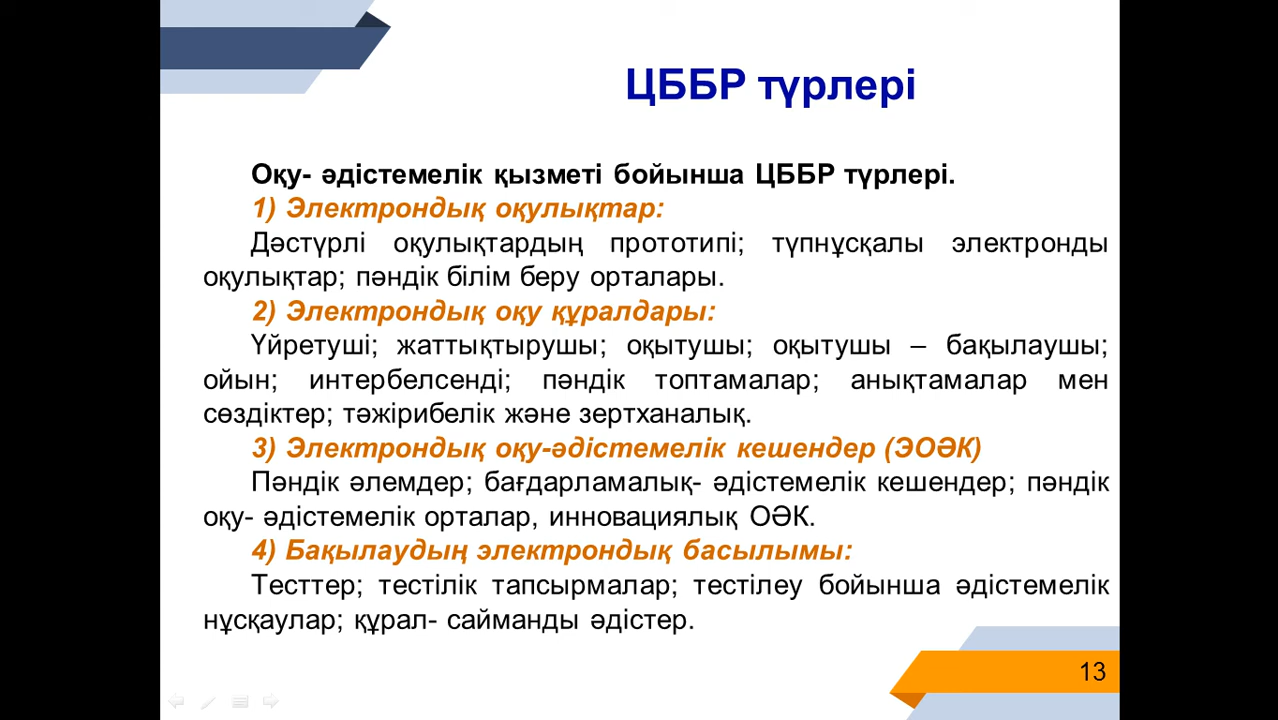 ЦББР түрлері
Оқу- әдістемелік қызметі бойынша ЦББР түрлері.
1) Электрондық оқулықтар:
Дәстүрлі оқулықтардың прототипі; түпнұсқалы электронды
оқулықтар; пәндік білім беру орталары.
2) Электрондық оқу құралдары:
Үйретуші; жаттықтырушы; оқытушы; оқытушы – бақылаушы;
ойын; интербелсенді; пәндік топтамалар; анықтамалар мен
сөздіктер; тәжірибелік және зертханалық.
3) Электрондық оқу-әдістемелік кешендер (ЭОӘК)
Пәндік әлемдер; бағдарламалық- әдістемелік кешендер; пәндік
оқу- әдістемелік орталар, инновациялық ОӘК.
4) Бақылаудың электрондық басылымы:
Тесттер; тестілік тапсырмалар; тестілеу бойынша әдістемелік
нұсқаулар; құрал- сайманды әдістер.
13